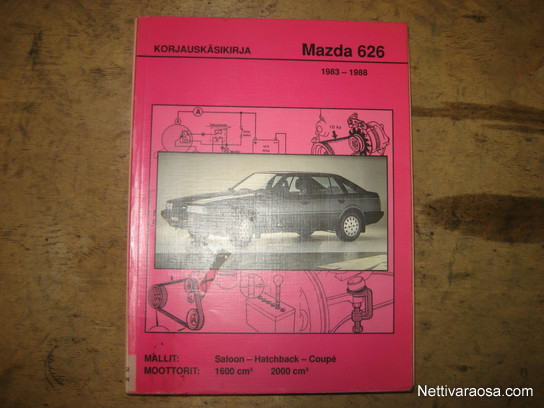 KORJAUSKÄSIKIRJA Mazda 626
1983 – 1988
A
MALLIT: Saloon – Hatchback – Coupé
MOOTTORIT: 1600 cm³ 2000 cm³
Nettivaraosa.com